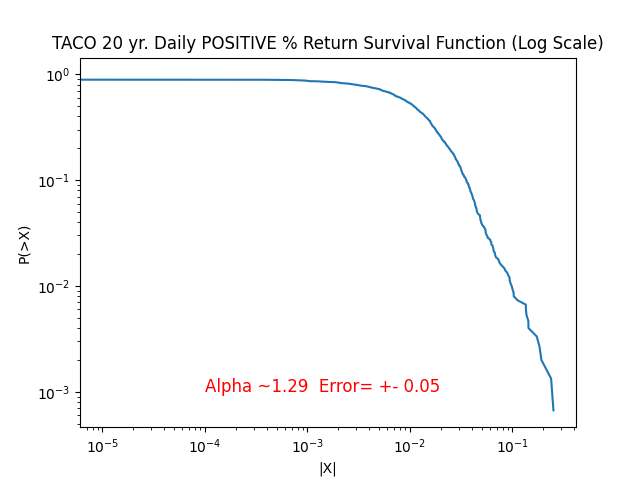 TACO 20 yr. Daily POSITIVE % Return Survival Function (Log Scale)
10⁰
10⁻¹
10⁻²
10⁻³
P(>X)
Alpha ~1.29  Error= +- 0.05
10⁻⁵ 10⁻⁴ 10⁻³ 10⁻² 10⁻¹
|X|